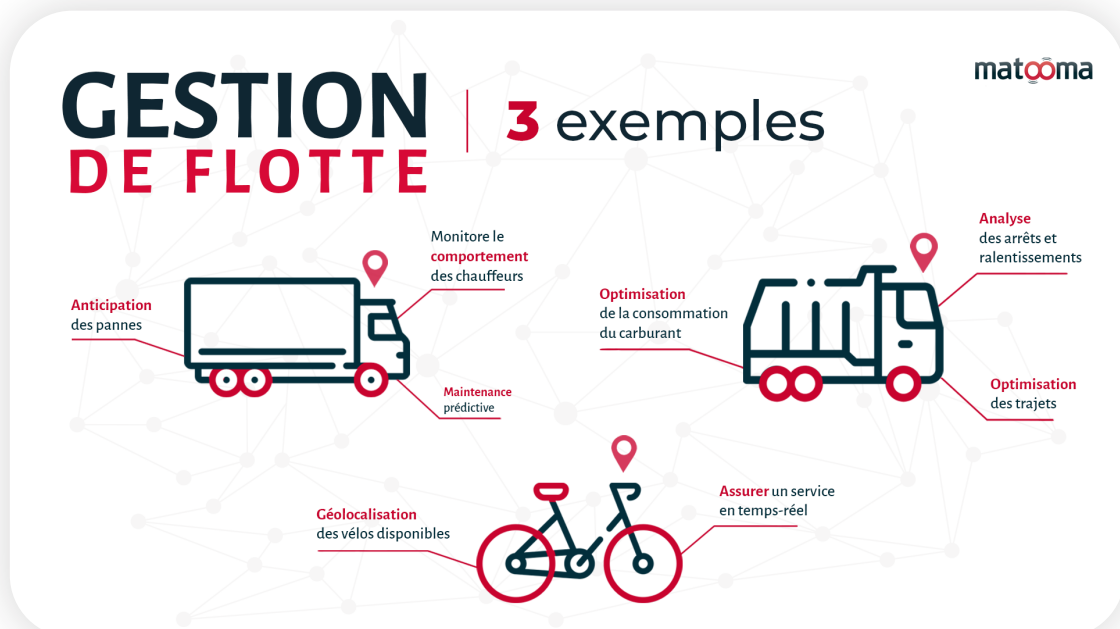 GESTION
DE FLOTTE
3 exemples
matooma
Monitore le
comportement
des chauffeurs
Anticipation
des pannes
Maintenance
prédictive
Analyse
des arrêts et
ralentissements
Optimisation
de la consommation
du carburant
Optimisation
des trajets
Géolocalisation
des vélos disponibles
Assurer un service
en temps-réel